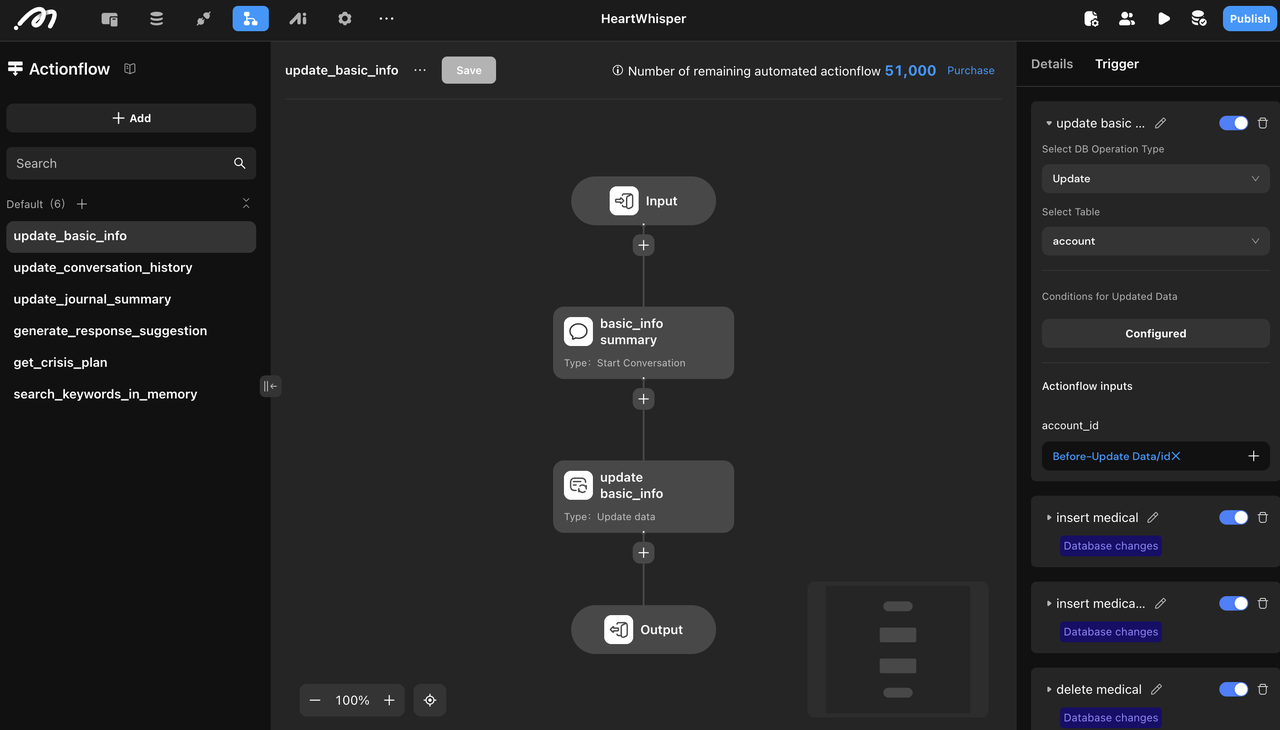 HeartWhisper
Publish
Actionflow
Add
Search
Default (6)
update_basic_info
update_conversation_history
update_journal_summary
generate_response_suggestion
get_crisis_plan
search_keywords_in_memory
update_basic_info
Save
Number of remaining automated actionflow 51,000 Purchase
Input
basic_info
summary
Type: Start Conversation
update
basic_info
Type: Update data
Output
100%
Details Trigger
update basic ...
Select DB Operation Type
Update
Select Table
account
Conditions for Updated Data
Configured
Actionflow inputs
account_id
Before-Update Data/id
insert medical
Database changes
insert medica...
Database changes
delete medical
Database changes